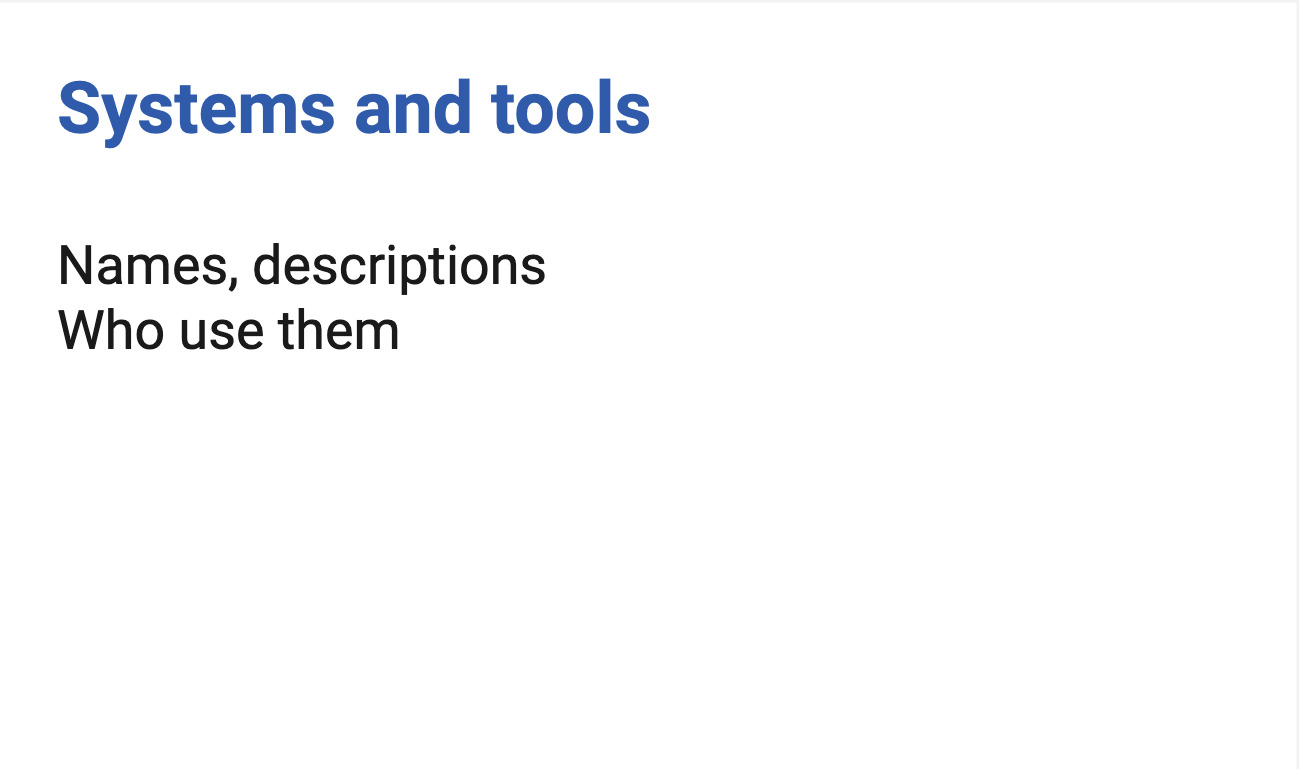 Systems and tools
Names, descriptions
Who use them